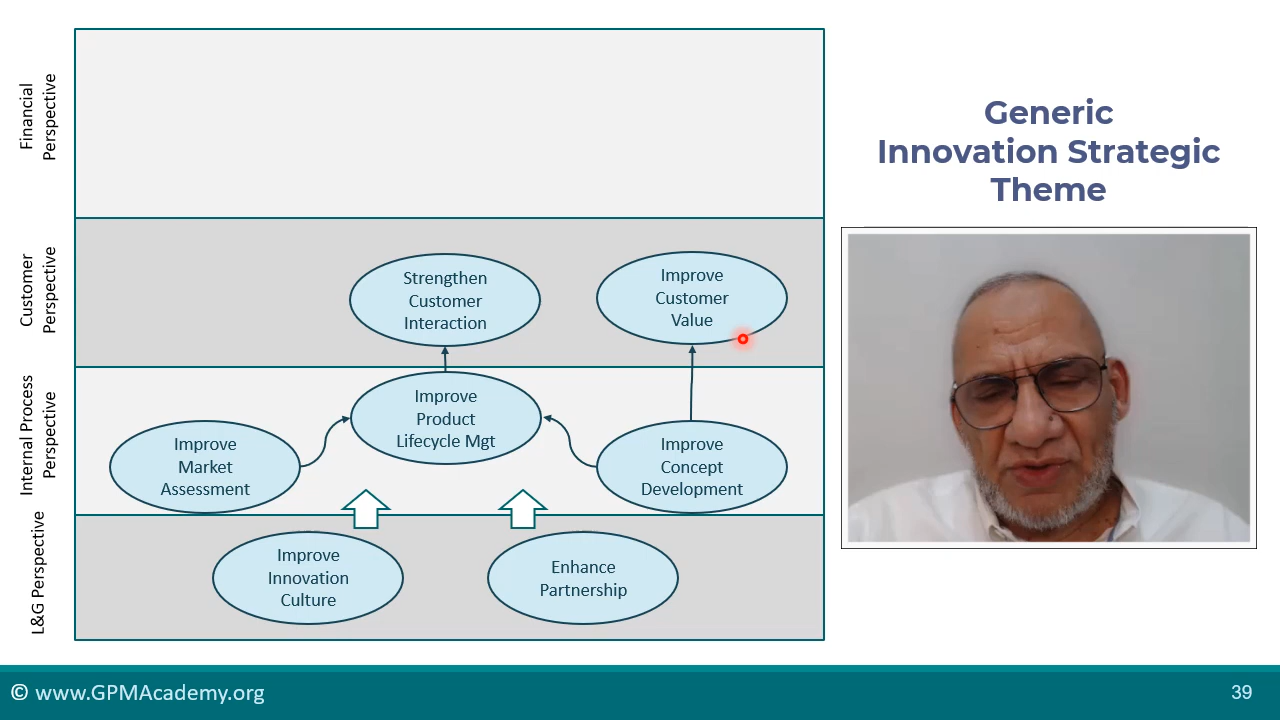 Financial
Perspective
Customer
Perspective
Internal Process
Perspective
L&G Perspective
Strengthen
Customer
Interaction
Improve
Customer
Value
Improve
Product
Lifecycle Mgt
Improve
Market
Assessment
Improve
Concept
Development
Improve
Innovation
Culture
Enhance
Partnership
Generic
Innovation Strategic
Theme
© www.GPMAcademy.org
39